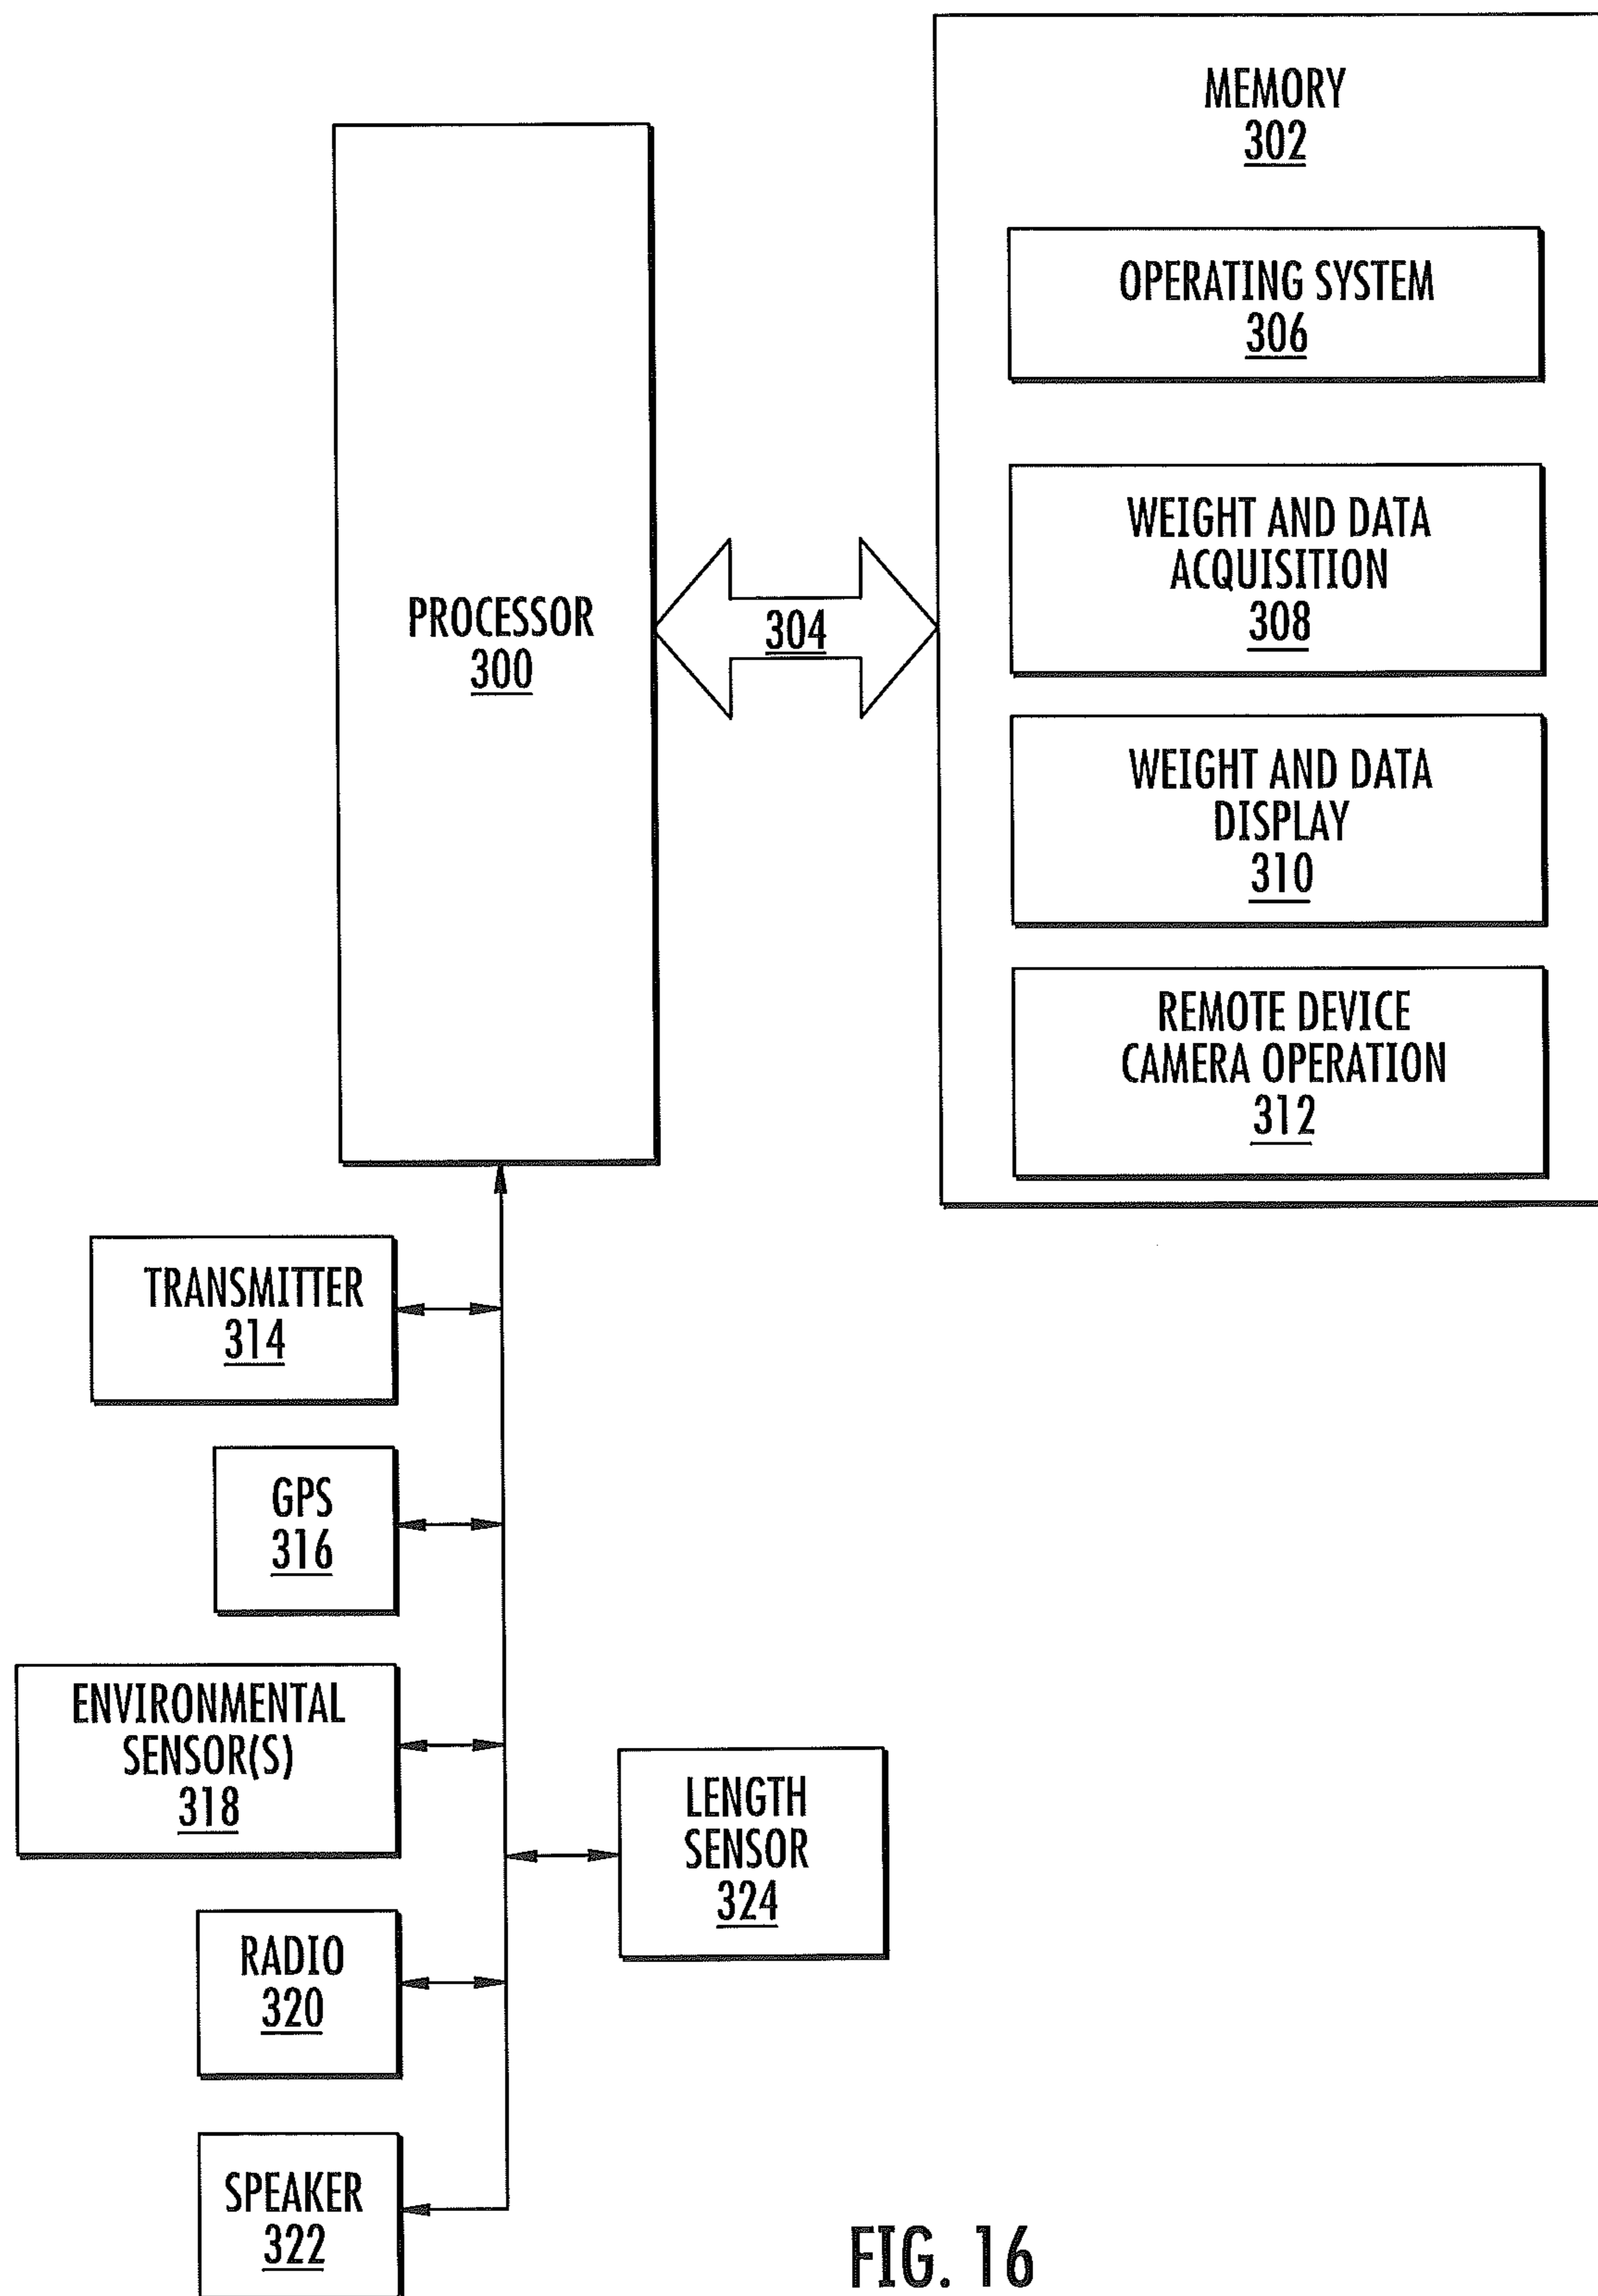 MEMORY
302
OPERATING SYSTEM
306
WEIGHT AND DATA
ACQUISITION
308
WEIGHT AND DATA
DISPLAY
310
REMOTE DEVICE
CAMERA OPERATION
312
PROCESSOR
300
304
TRANSMITTER
314
GPS
316
ENVIRONMENTAL
SENSOR(S)
318
LENGTH
SENSOR
324
RADIO
320
SPEAKER
322
FIG. 16